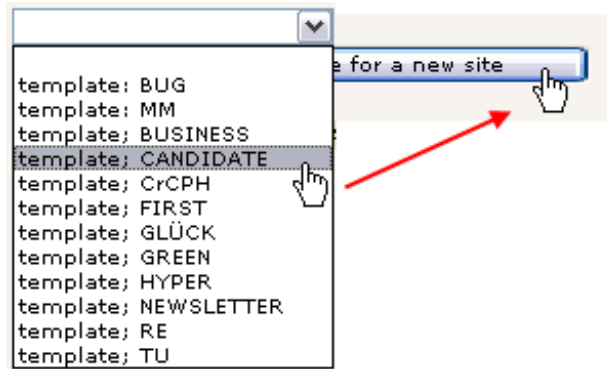 e for a new site
template: BUG
template: MM
template; BUSINESS
template; CANDIDATE
template; CrCPH
template; FIRST
template; GLÜCK
template; GREEN
template; HYPER
template; NEWSLETTER
template; RE
template; TU